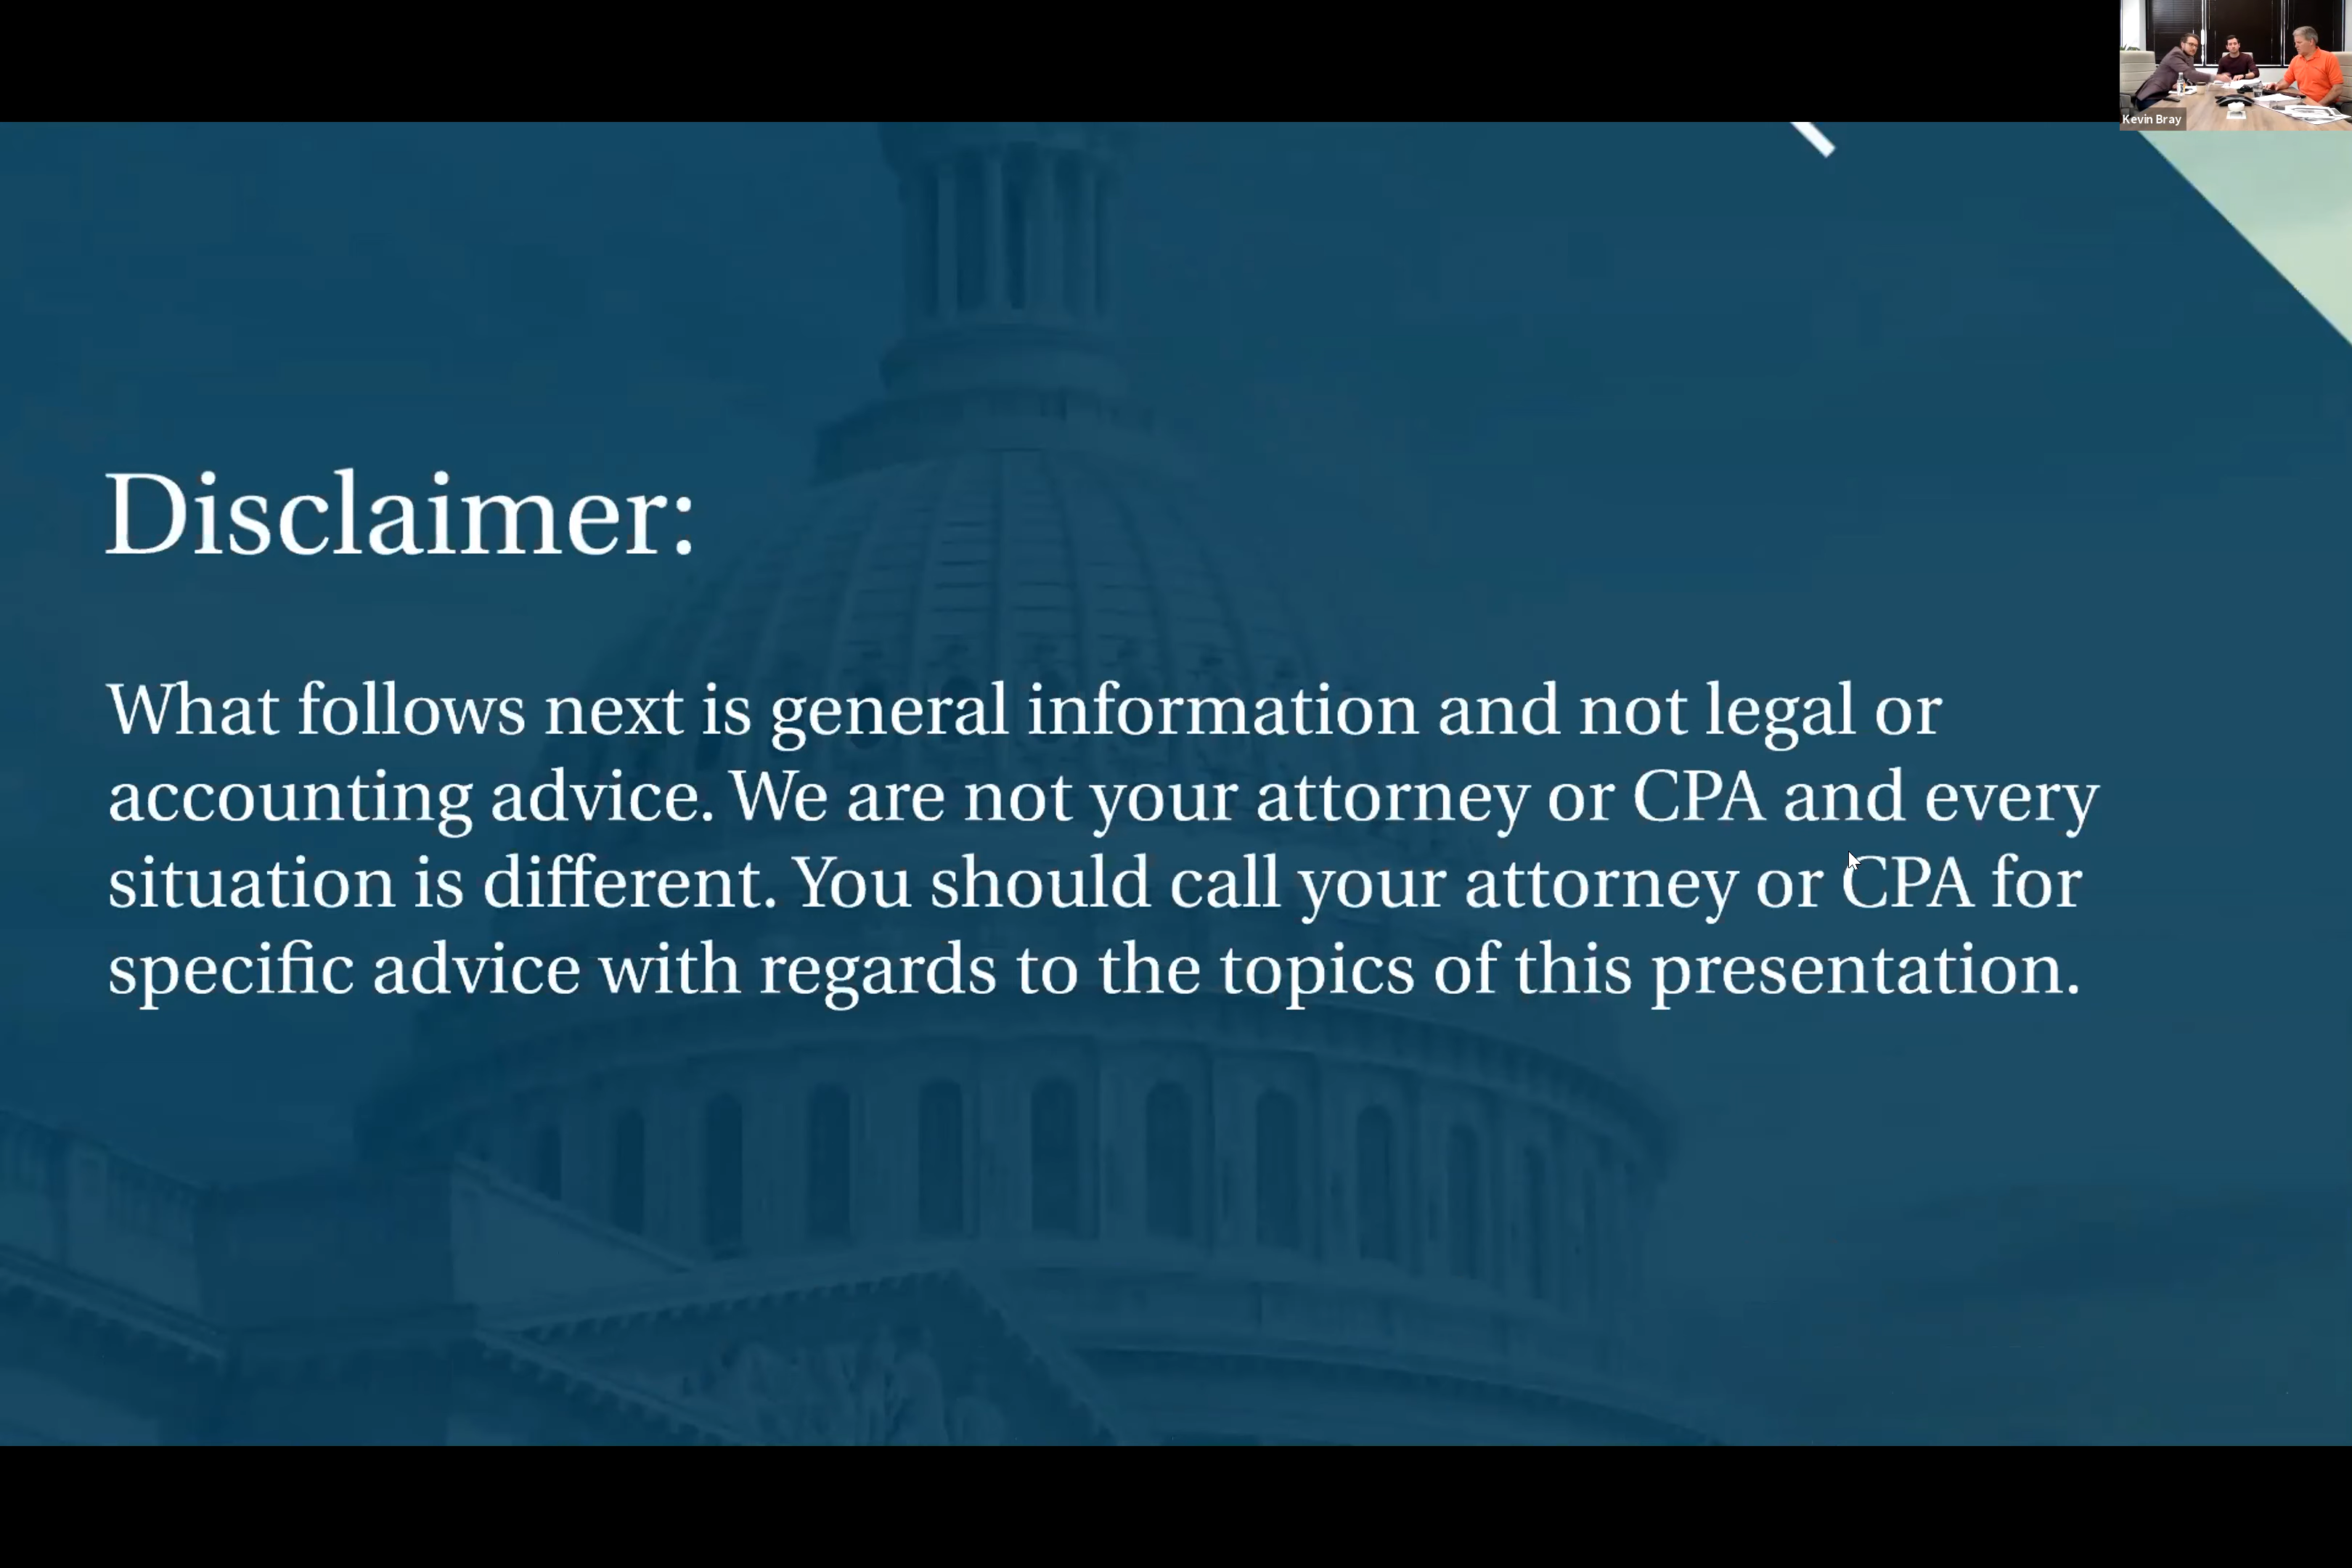 Kevin Bray
Disclaimer:
What follows next is general information and not legal or
accounting advice. We are not your attorney or CPA and every
situation is different. You should call your attorney or CPA for
specific advice with regards to the topics of this presentation.